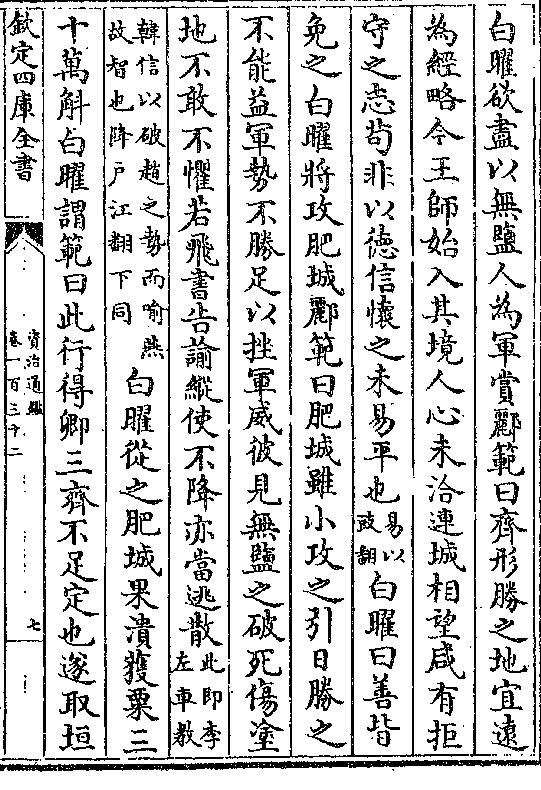 白曜欲盡以無鹽人為軍賞酈範曰齊形勝之地宜遠
為經略今王師始入其境人心未洽連城相望咸有拒
守之志苟非以德信懷之未易平也易以豉翻白曜曰善皆
免之白曜將攻肥城酈範曰肥城雖小攻之引日勝之
不能益軍勢不勝足以挫軍威彼見無鹽之破死傷塗
地不敢不懼若飛書告諭縱使不降亦當逃散此即李左車教
韓信以破趙之勢而喻燕故智也降戶江翻下同白曜從之肥城果潰獲粟三
十萬斛白曜謂範曰此行得卿三齊不足定也遂取垣
欽定四庫全書
資治通鑑
卷一百三十二
七